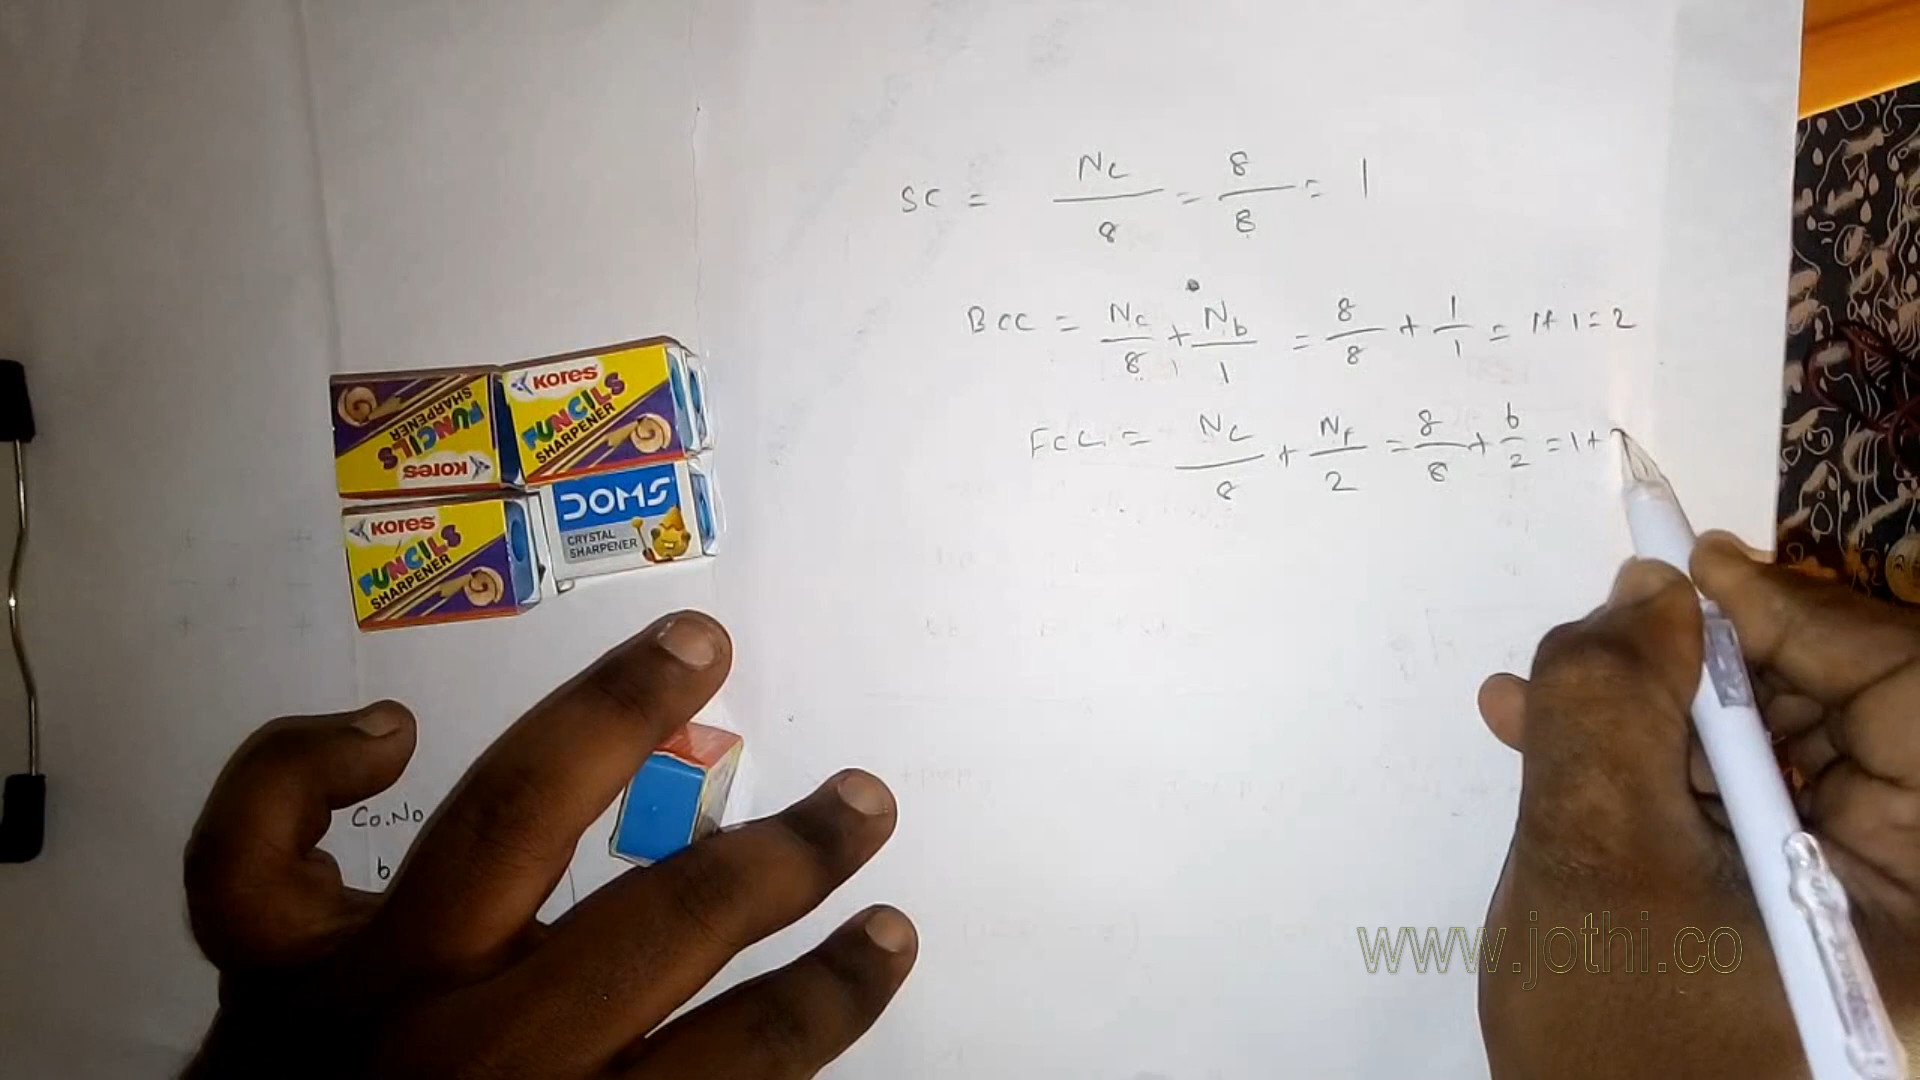 SC = Nc/8 = 8/8 = 1
BCC = Nc/8 + Nb/1 = 8/8 + 1/1 = 1+1=2
FCC = Nc/8 + Nf/2 = 8/8 + 6/2 = 1+
Kores
FUNCILS
SHARPENER
Kores
FUNCILS
SHARPENER
Kores
FUNCILS
SHARPENER
DOMS
CRYSTAL
SHARPENER
Co.No
6
www.jothi.co